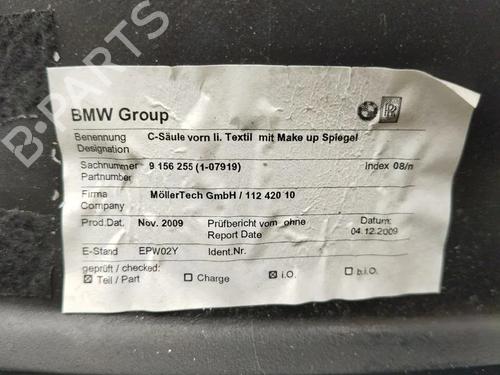 B-PARTS
BMW Group
Benennung C-Säule vorn li. Textil mit Make up Spiegel
Designation
Sachnummer 9 156 255 (1-07919) Index 08/n
Partnumber
Firma MöllerTech GmbH / 112 420 10
Company
Prod.Dat. Nov. 2009 Prüfbericht vom ohne Datum:
Report Date 04.12.2009
E-Stand EPW02Y Ident.Nr.
geprüft / checked:
Teil / Part Charge i.O. b.i.O.